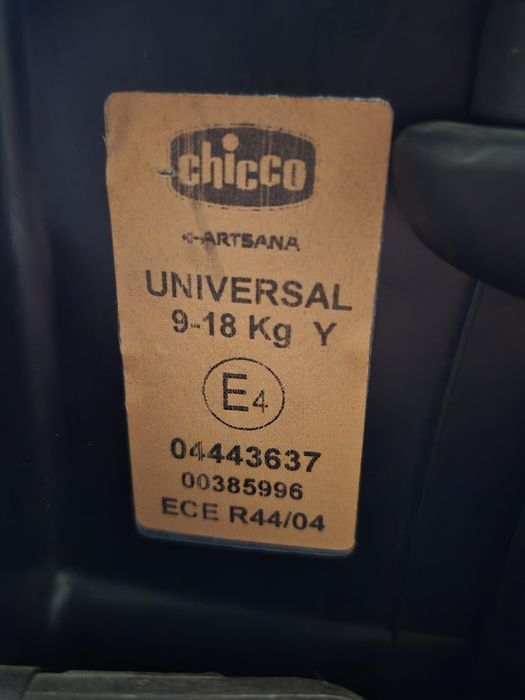 chicco
ARTSANA
UNIVERSAL
9-18 Kg Y
E4
04443637
00385996
ECE R44/04